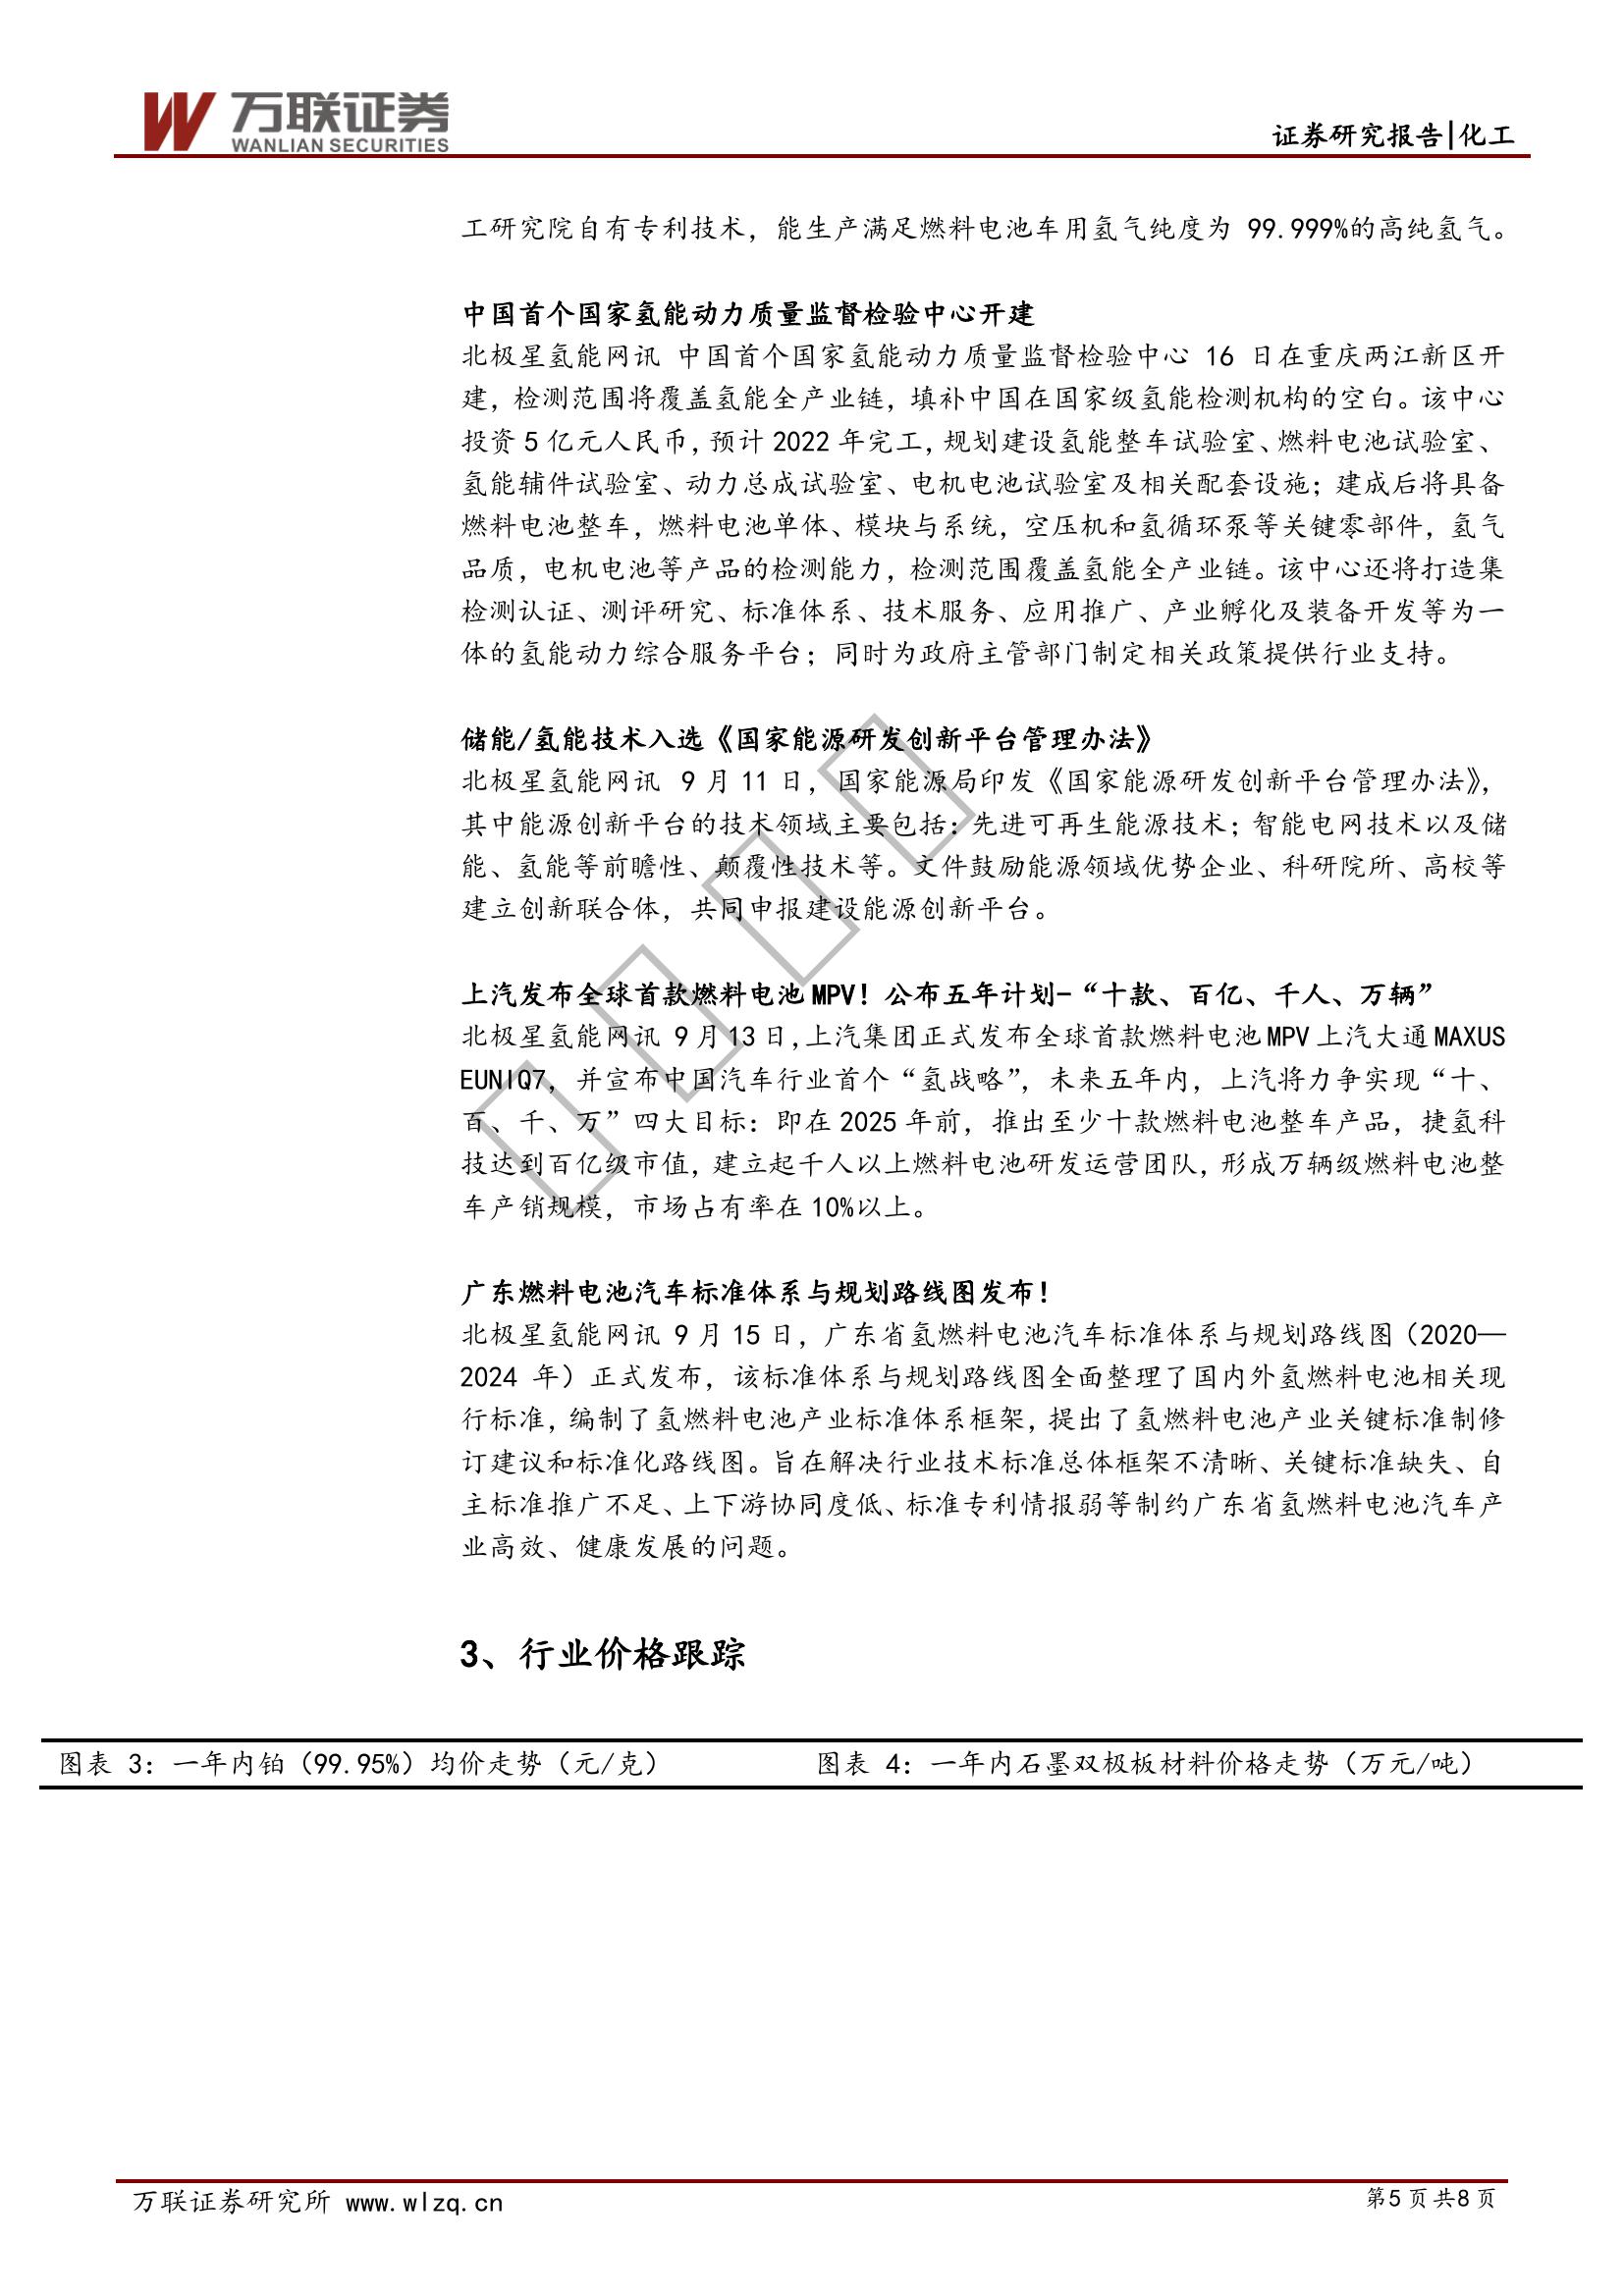 万联证券
WANLIAN SECURITIES
证券研究报告|化工
工研究院自有专利技术，能生产满足燃料电池车用氢气纯度为 99.999%的高纯氢气。
中国首个国家氢能动力质量监督检验中心开建
北极星氢能网讯 中国首个国家氢能动力质量监督检验中心 16 日在重庆两江新区开
建，检测范围将覆盖氢能全产业链，填补中国在国家级氢能检测机构的空白。该中心
投资 5 亿元人民币，预计 2022 年完工，规划建设氢能整车试验室、燃料电池试验室、
氢能辅件试验室、动力总成试验室、电机电池试验室及相关配套设施；建成后将具备
燃料电池整车，燃料电池单体、模块与系统，空压机和氢循环泵等关键零部件，氢气
品质，电机电池等产品的检测能力，检测范围覆盖氢能全产业链。该中心还将打造集
检测认证、测评研究、标准体系、技术服务、应用推广、产业孵化及装备开发等为一
体的氢能动力综合服务平台；同时为政府主管部门制定相关政策提供行业支持。
储能/氢能技术入选《国家能源研发创新平台管理办法》
北极星氢能网讯 9 月 11 日，国家能源局印发《国家能源研发创新平台管理办法》，
其中能源创新平台的技术领域主要包括：先进可再生能源技术；智能电网技术以及储
能、氢能等前瞻性、颠覆性技术等。文件鼓励能源领域优势企业、科研院所、高校等
建立创新联合体，共同申报建设能源创新平台。
上汽发布全球首款燃料电池 MPV！公布五年计划-“十款、百亿、千人、万辆”
北极星氢能网讯 9 月 13 日，上汽集团正式发布全球首款燃料电池 MPV 上汽大通 MAXUS
EUNIQ7，并宣布中国汽车行业首个“氢战略”，未来五年内，上汽将力争实现“十、
百、千、万”四大目标：即在 2025 年前，推出至少十款燃料电池整车产品，捷氢科
技达到百亿级市值，建立起千人以上燃料电池研发运营团队，形成万辆级燃料电池整
车产销规模，市场占有率在 10%以上。
广东燃料电池汽车标准体系与规划路线图发布！
北极星氢能网讯 9 月 15 日，广东省氢燃料电池汽车标准体系与规划路线图（2020—
2024 年）正式发布，该标准体系与规划路线图全面整理了国内外氢燃料电池相关现
行标准，编制了氢燃料电池产业标准体系框架，提出了氢燃料电池产业关键标准制修
订建议和标准化路线图。旨在解决行业技术标准总体框架不清晰、关键标准缺失、自
主标准推广不足、上下游协同度低、标准专利情报弱等制约广东省氢燃料电池汽车产
业高效、健康发展的问题。
3、行业价格跟踪
图表 3：一年内铂（99.95%）均价走势（元/克）
图表 4：一年内石墨双极板材料价格走势（万元/吨）
万联证券研究所 www.wlzq.cn
第5 页 共8 页